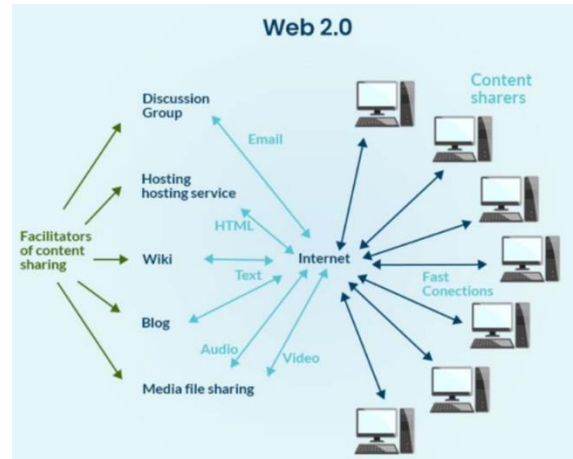 Web 2.0
Content
sharers
Discussion
Group
Email
Hosting
hosting service
HTML
Facilitators
of content
sharing
Wiki
Internet
Text
Fast
Conections
Blog
Audio
Video
Media file sharing